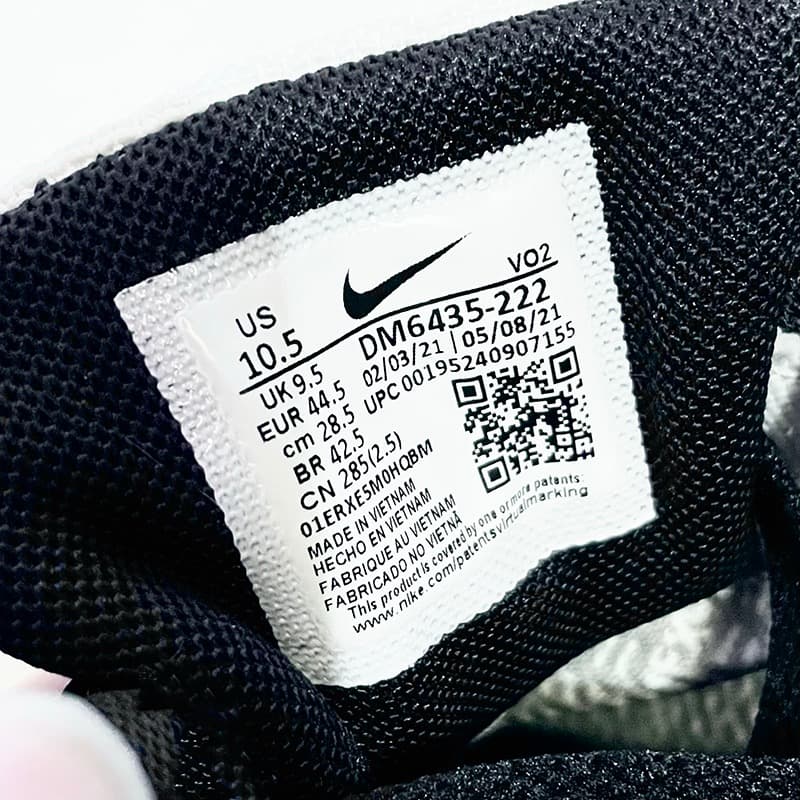 VO2
US
10.5
DM6435-222
UK 9.5
02/03/21 | 05/08/21
EUR 44.5
UPC 00195240907155
cm 28.5
BR 42.5
CN 285(2.5)
01ERXE5M0HQBM
MADE IN VIETNAM
HECHO EN VIETNAM
FABRIQUE AU VIETNAM
FABRICADO NO VIETNÃ
This product is covered by one or more patents:
www.nike.com/patentsvirtualmarking